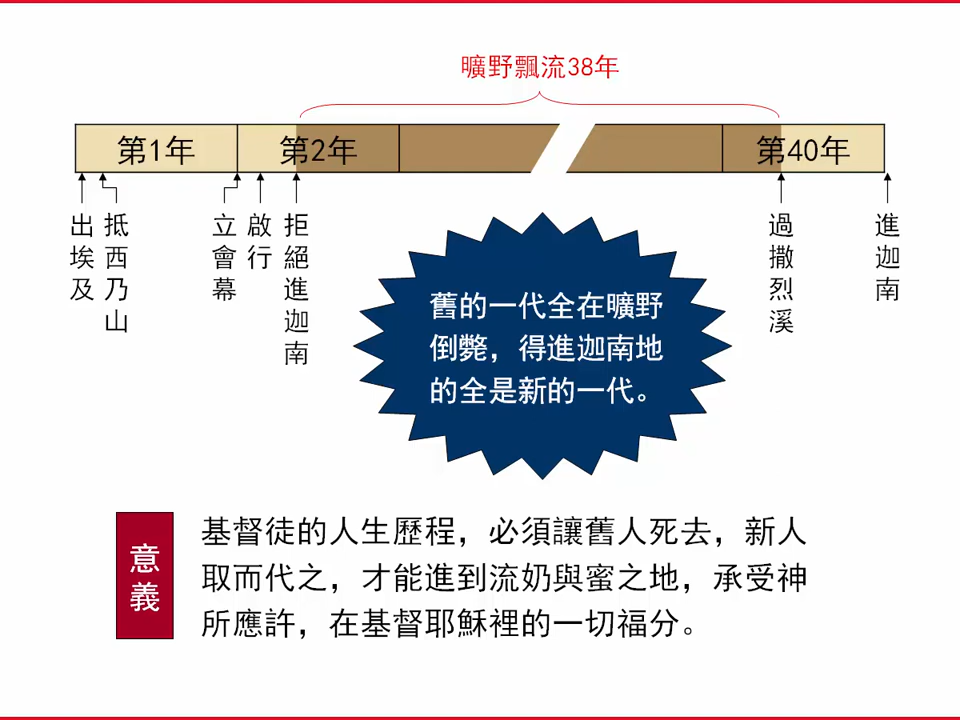 曠野飄流38年
第1年
第2年
第40年
出埃及
抵西乃山
立會幕
啟行
拒絕進迦南
過撒烈溪
進迦南
舊的一代全在曠野
倒斃，得進迦南地
的全是新的一代。
意義
基督徒的人生歷程，必須讓舊人死去，新人
取而代之，才能進到流奶與蜜之地，承受神
所應許，在基督耶穌裡的一切福分。